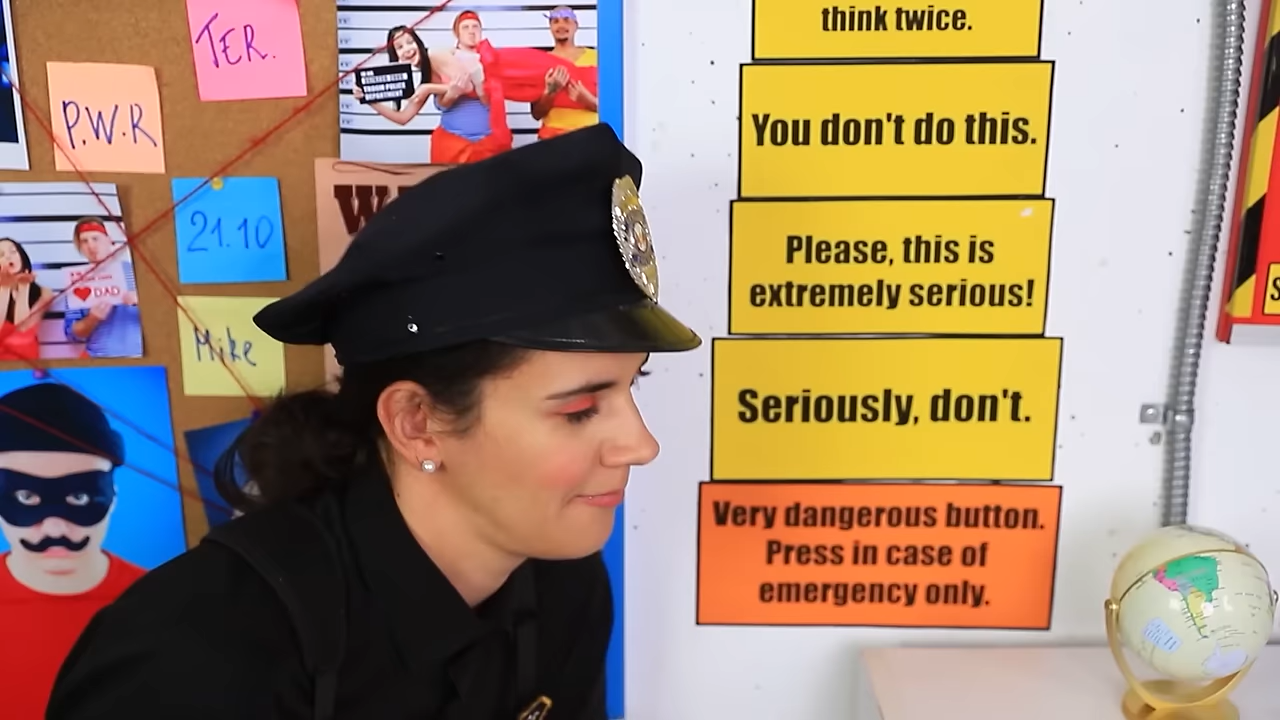 TER.
P.W.R
21.10
Mike
DAD
think twice.
You don't do this.
Please, this is
extremely serious!
Seriously, don't.
Very dangerous button.
Press in case of
emergency only.